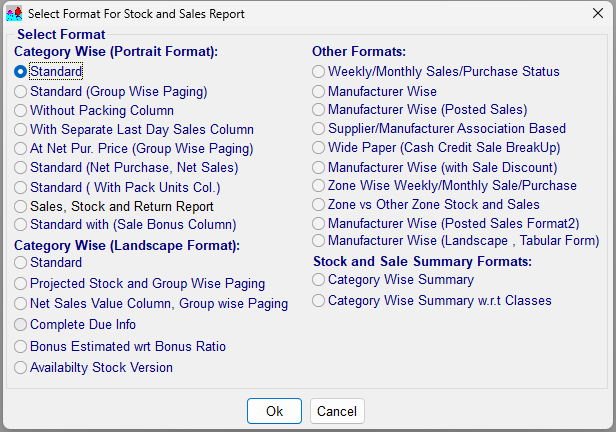 Select Format For Stock and Sales Report
Select Format
Category Wise (Portrait Format):
Standard
Standard (Group Wise Paging)
Without Packing Column
With Separate Last Day Sales Column
At Net Pur. Price (Group Wise Paging)
Standard (Net Purchase, Net Sales)
Standard ( With Pack Units Col.)
Sales, Stock and Return Report
Standard with (Sale Bonus Column)
Category Wise (Landscape Format):
Standard
Projected Stock and Group Wise Paging
Net Sales Value Column, Group wise Paging
Complete Due Info
Bonus Estimated wrt Bonus Ratio
Availabilty Stock Version
Other Formats:
Weekly/Monthly Sales/Purchase Status
Manufacturer Wise
Manufacturer Wise (Posted Sales)
Supplier/Manufacturer Association Based
Wide Paper (Cash Credit Sale BreakUp)
Manufacturer Wise (with Sale Discount)
Zone Wise Weekly/Monthly Sale/Purchase
Zone vs Other Zone Stock and Sales
Manufacturer Wise (Posted Sales Format2)
Manufacturer Wise (Landscape , Tabular Form)
Stock and Sale Summary Formats:
Category Wise Summary
Category Wise Summary w.r.t Classes
Ok
Cancel